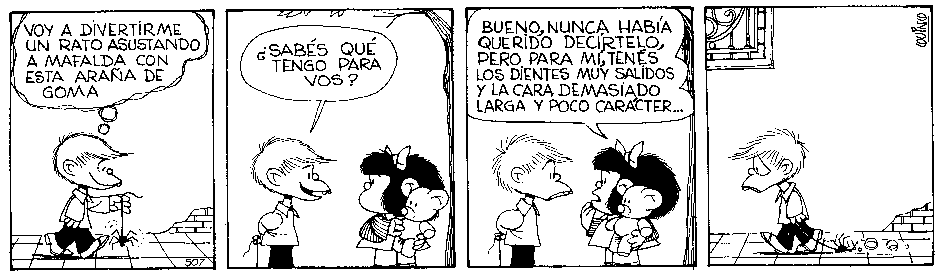 VOY A DIVERTIRME
UN RATO ASUSTANDO
A MAFALDA CON
ESTA ARAÑA DE
GOMA
507
¿SABÉS QUÉ
TENGO PARA
VOS?
BUENO, NUNCA HABÍA
QUERIDO DECÍRTELO,
PERO PARA MÍ, TENÉS
LOS DIENTES MUY SALIDOS
Y LA CARA DEMASIADO
LARGA Y POCO CARÁCTER...
QUINO